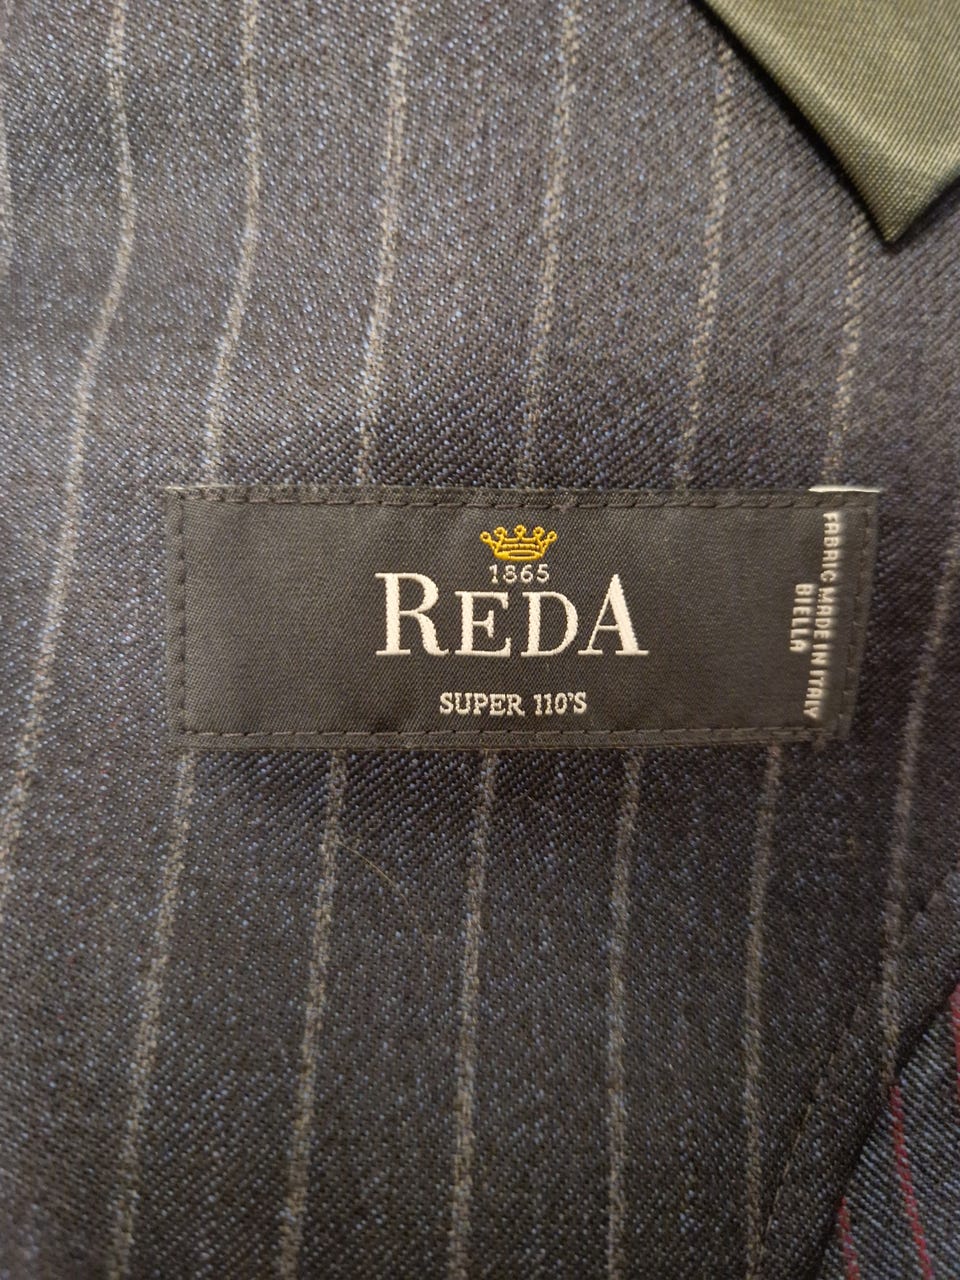 1865
REDA
SUPER 110'S
FABRIC MADE IN ITALY
BIELLA